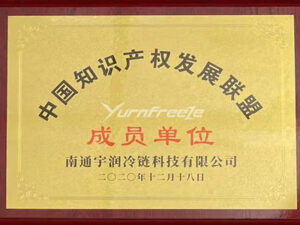 中国知识产权发展联盟
Yurnfreeze
成员单位
南通宇润冷链科技有限公司
二〇二〇年十二月十八日